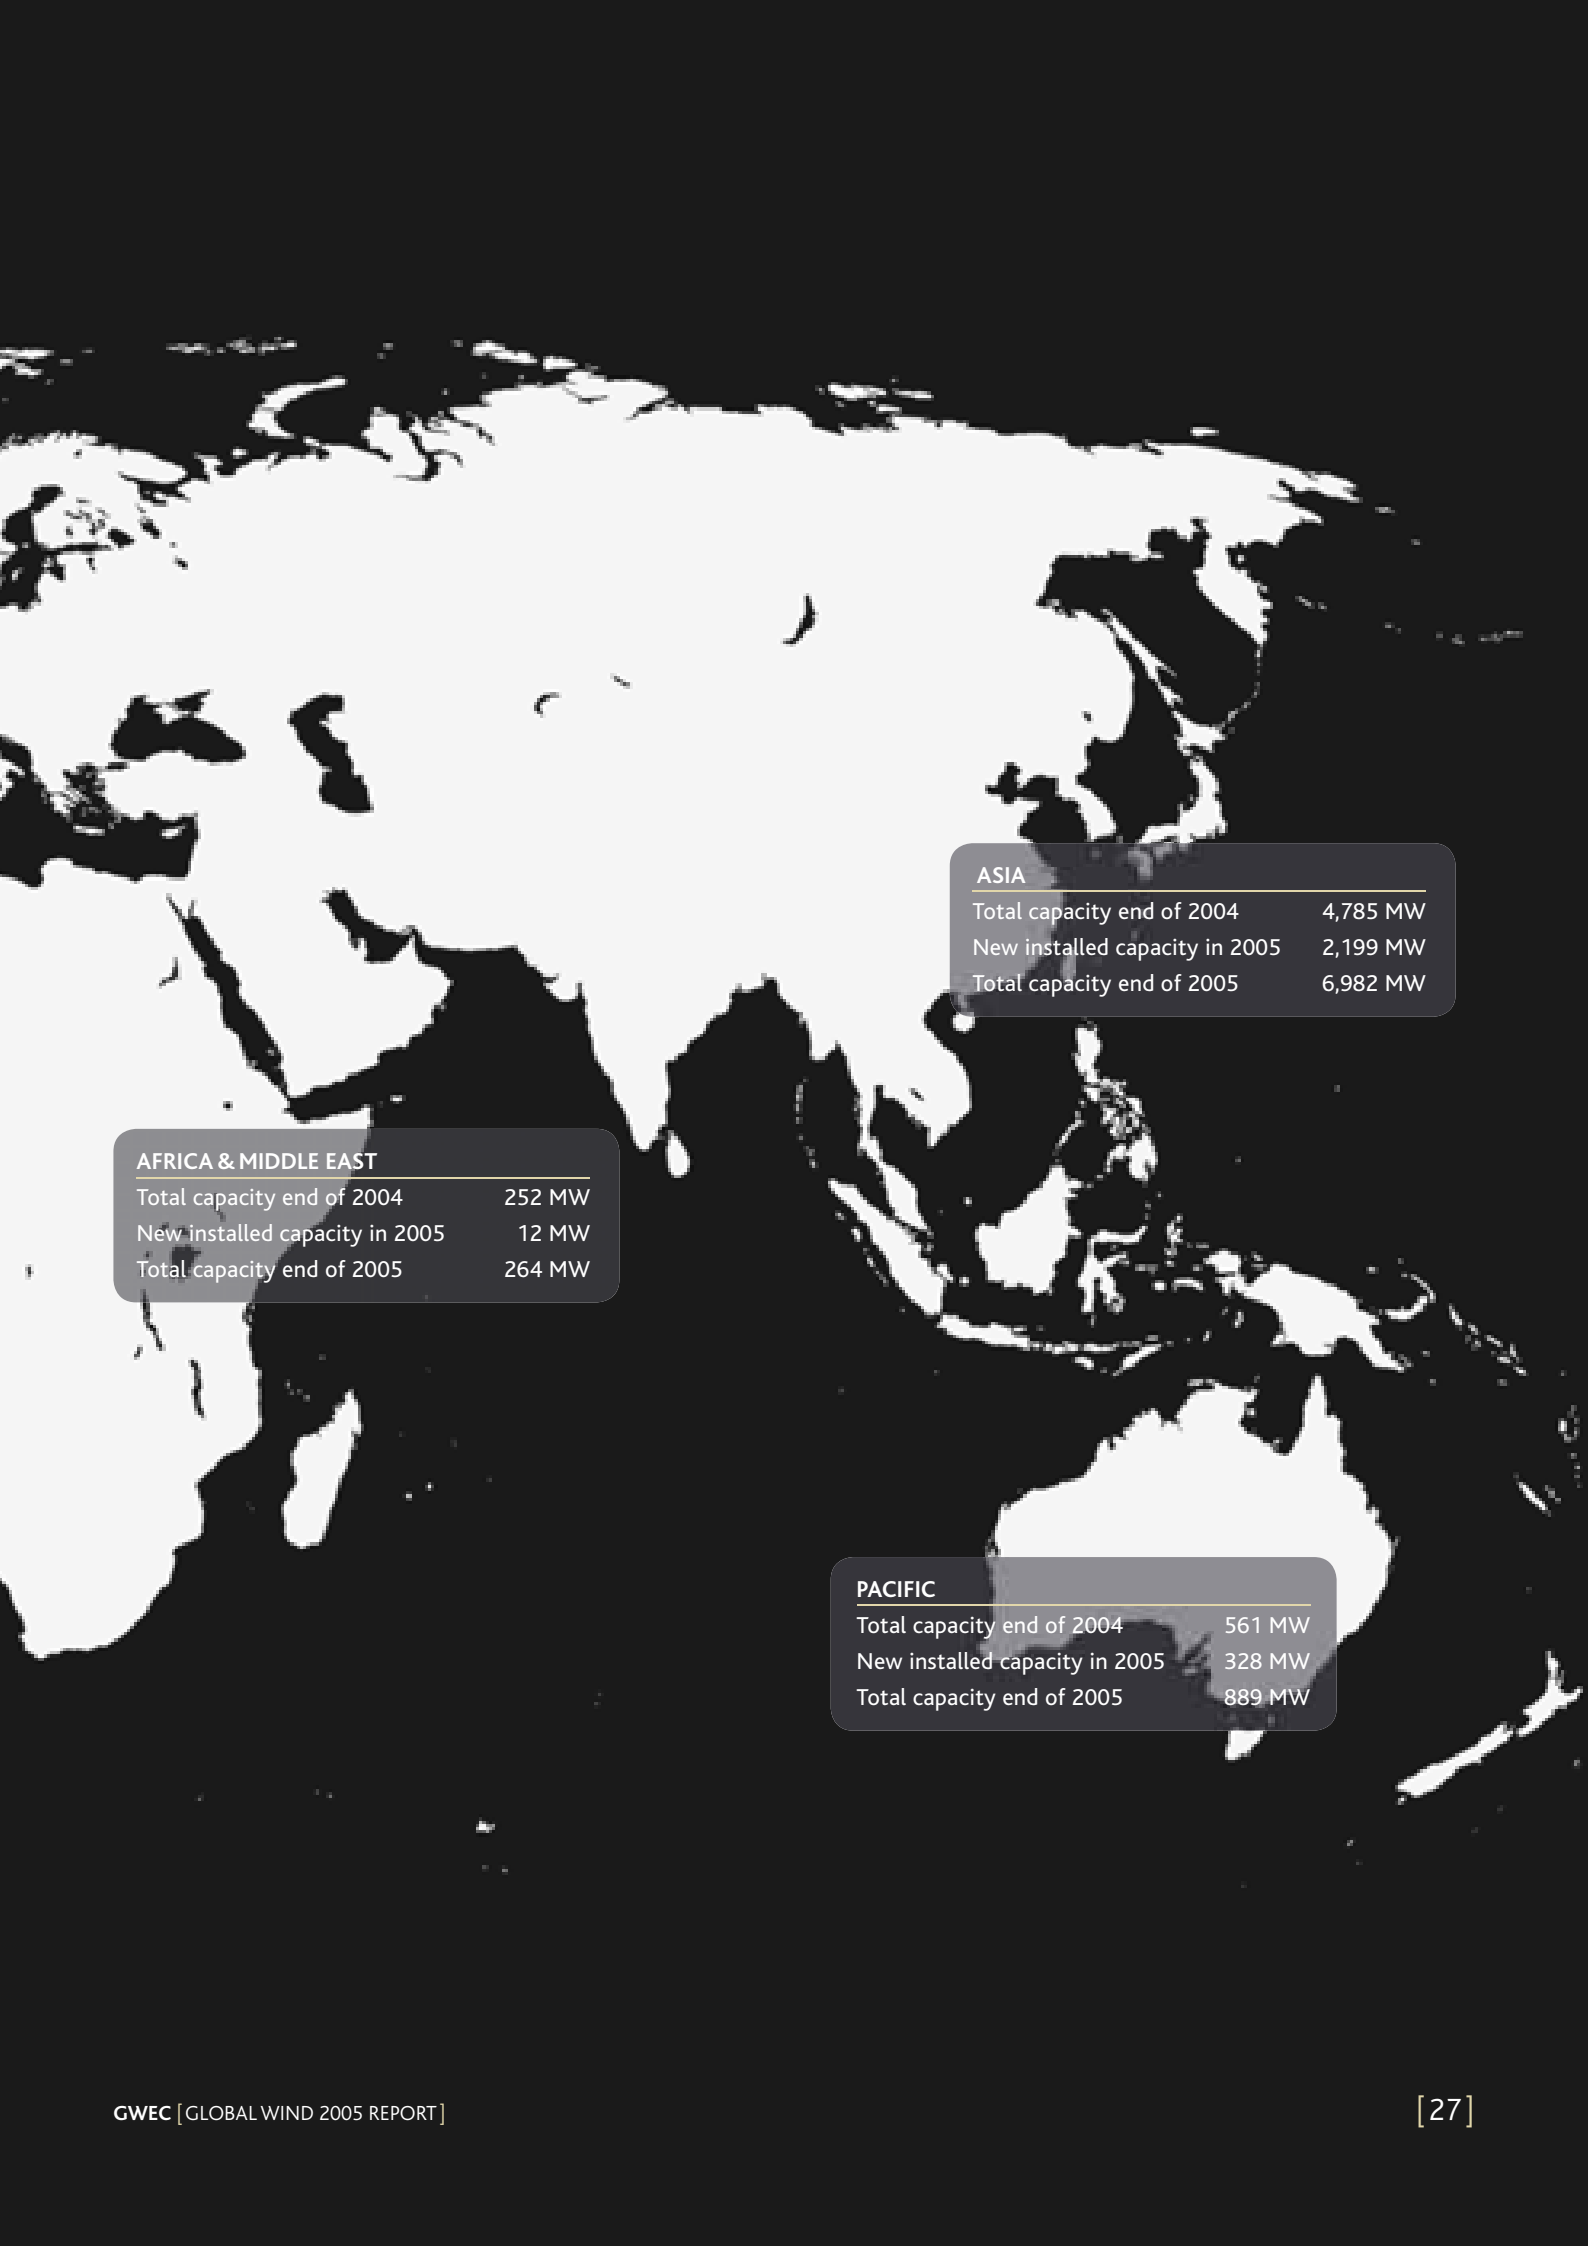 ASIA
Total capacity end of 2004 4,785 MW
New installed capacity in 2005 2,199 MW
Total capacity end of 2005 6,982 MW
AFRICA & MIDDLE EAST
Total capacity end of 2004 252 MW
New installed capacity in 2005 12 MW
Total capacity end of 2005 264 MW
PACIFIC
Total capacity end of 2004 561 MW
New installed capacity in 2005 328 MW
Total capacity end of 2005 889 MW
GWEC [GLOBAL WIND 2005 REPORT]
[27]